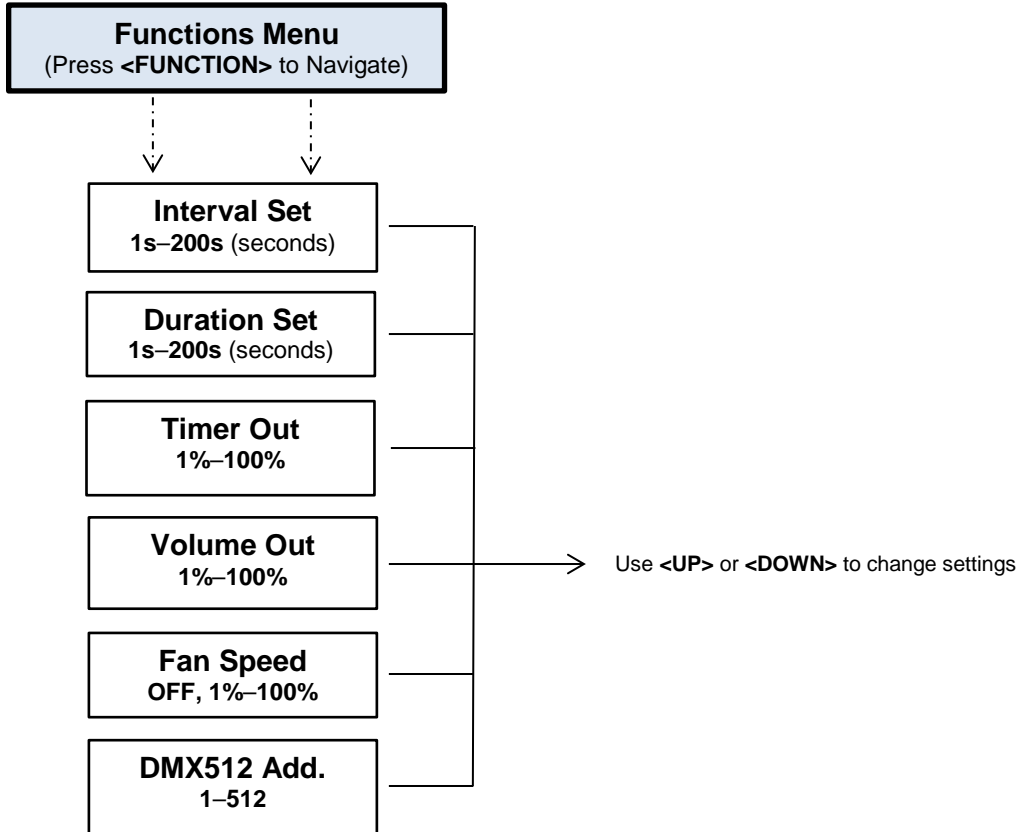 Functions Menu
(Press <FUNCTION> to Navigate)
Interval Set
1s–200s (seconds)
Duration Set
1s–200s (seconds)
Timer Out
1%–100%
Volume Out
1%–100%
Use <UP> or <DOWN> to change settings
Fan Speed
OFF, 1%–100%
DMX512 Add.
1–512